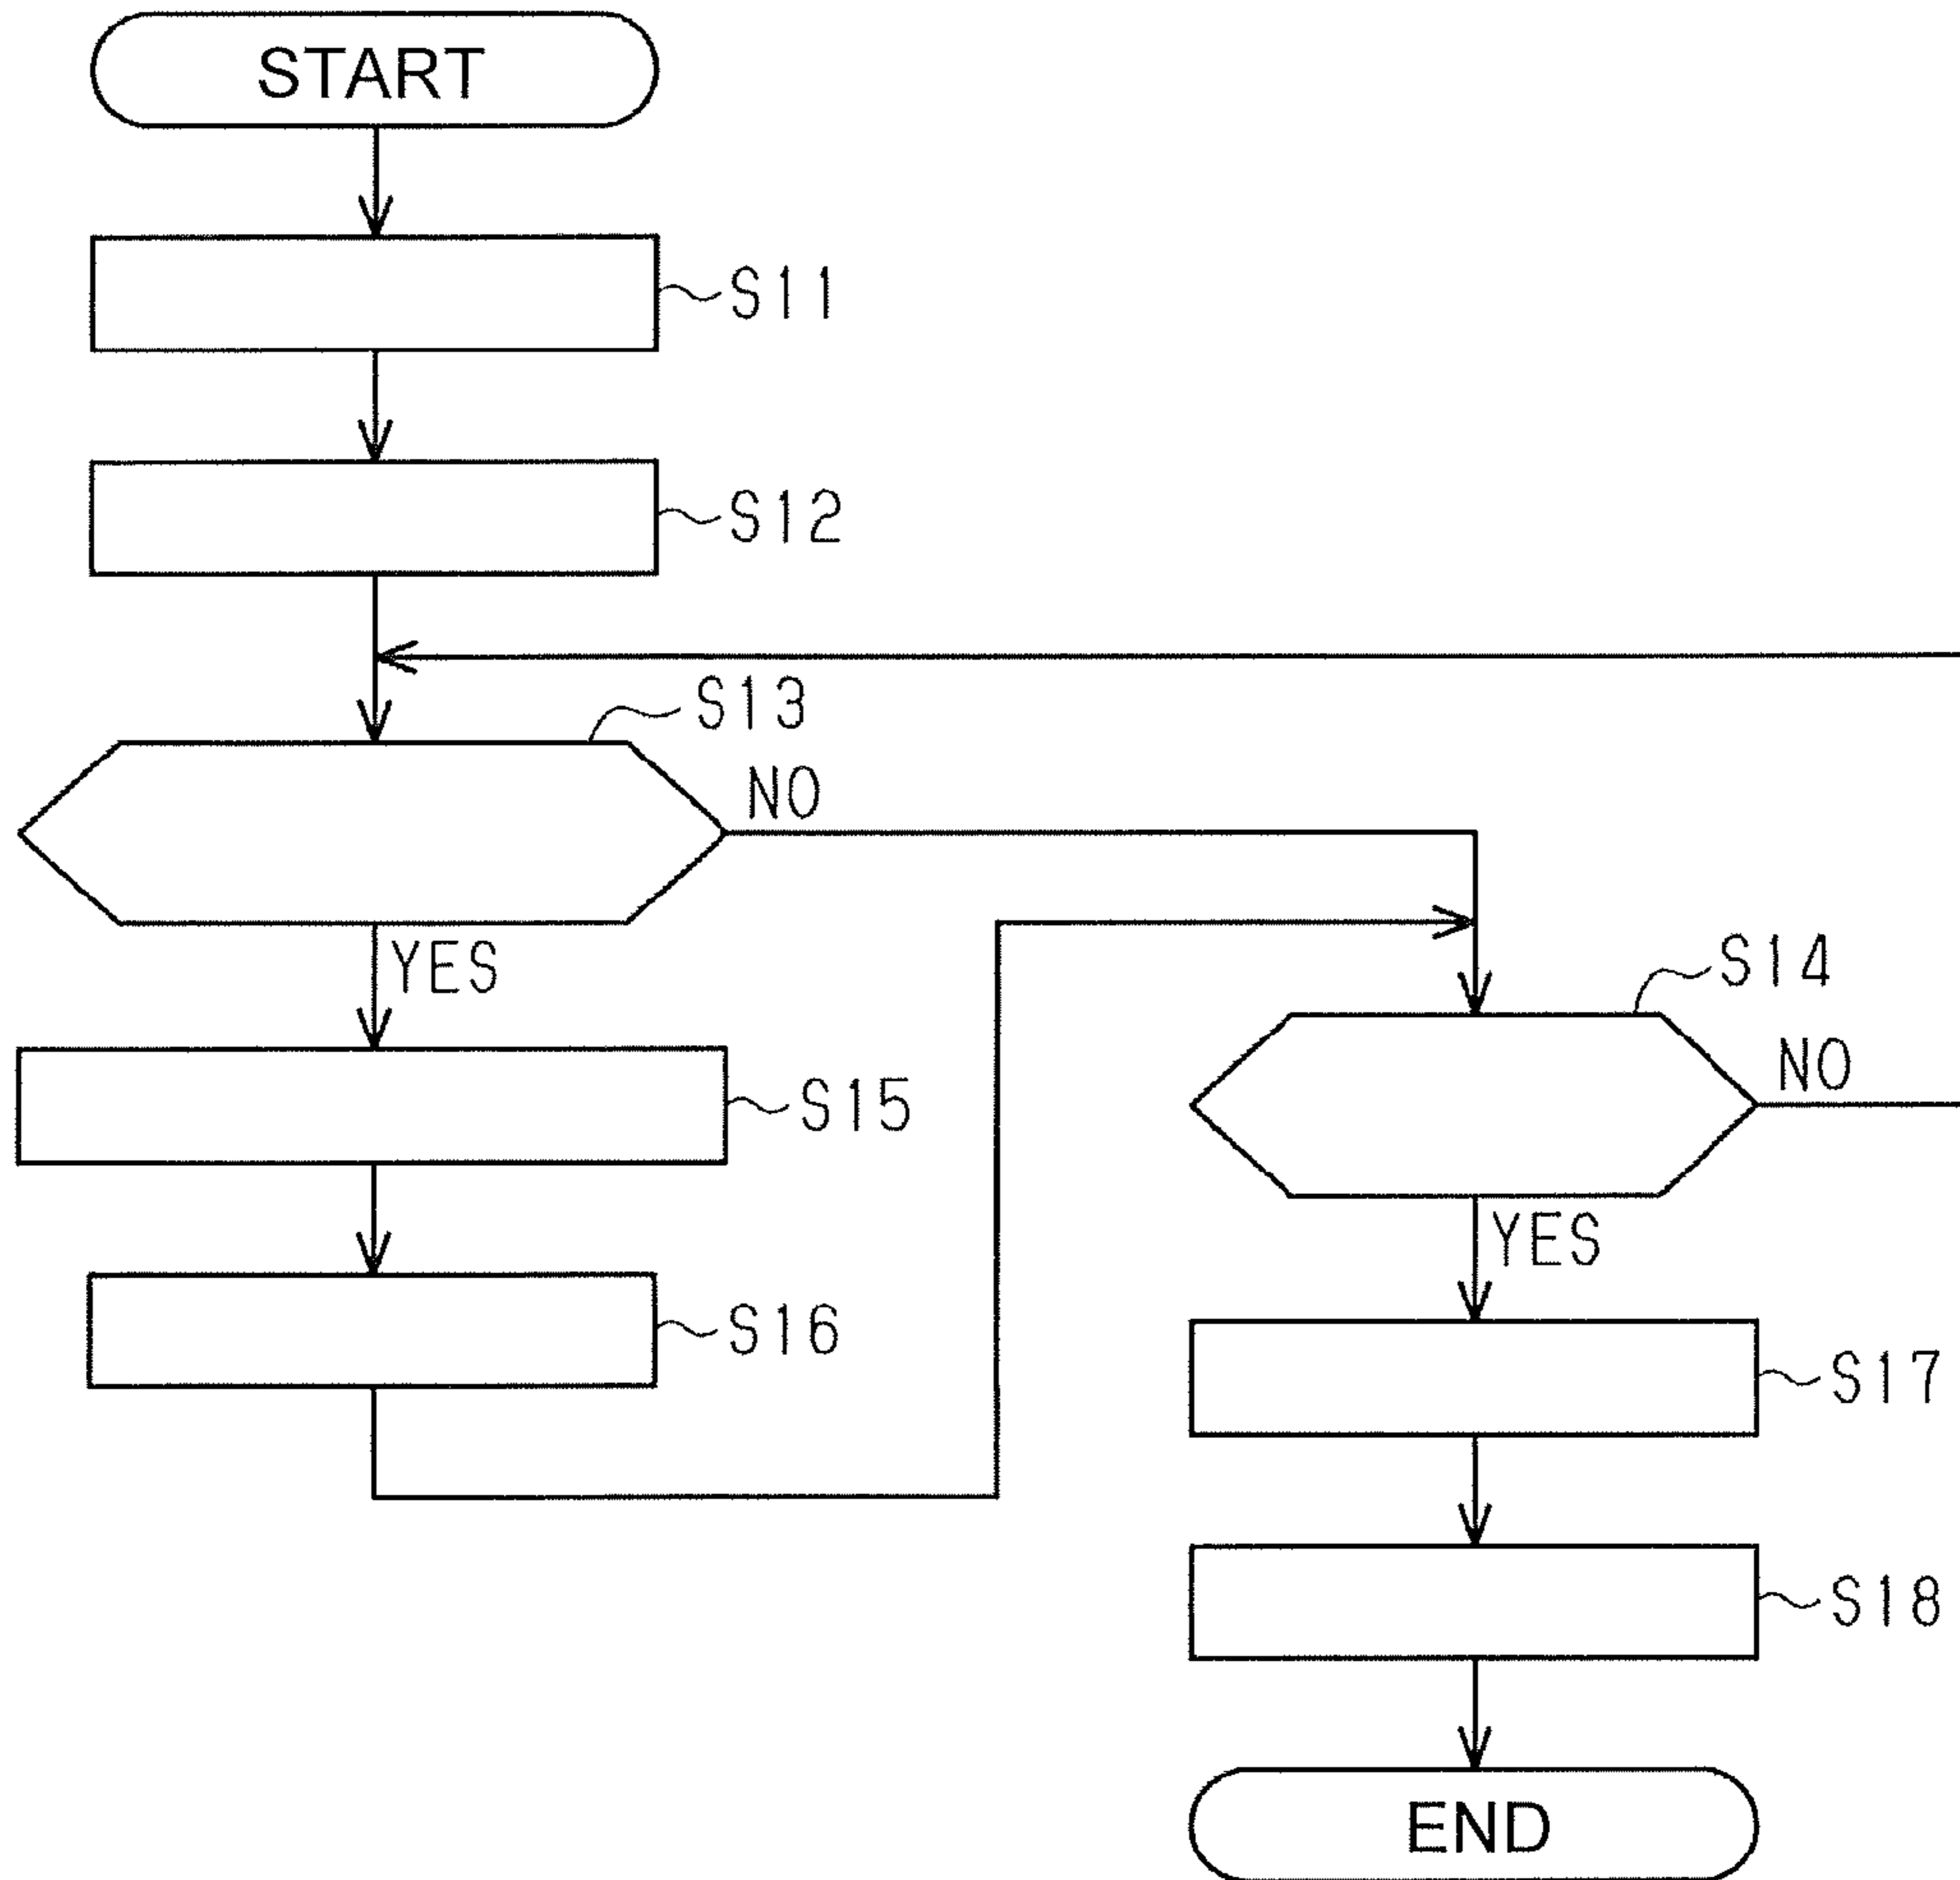 START
S11
S12
S13
NO
YES
S14
NO
S15
YES
S16
S17
S18
END